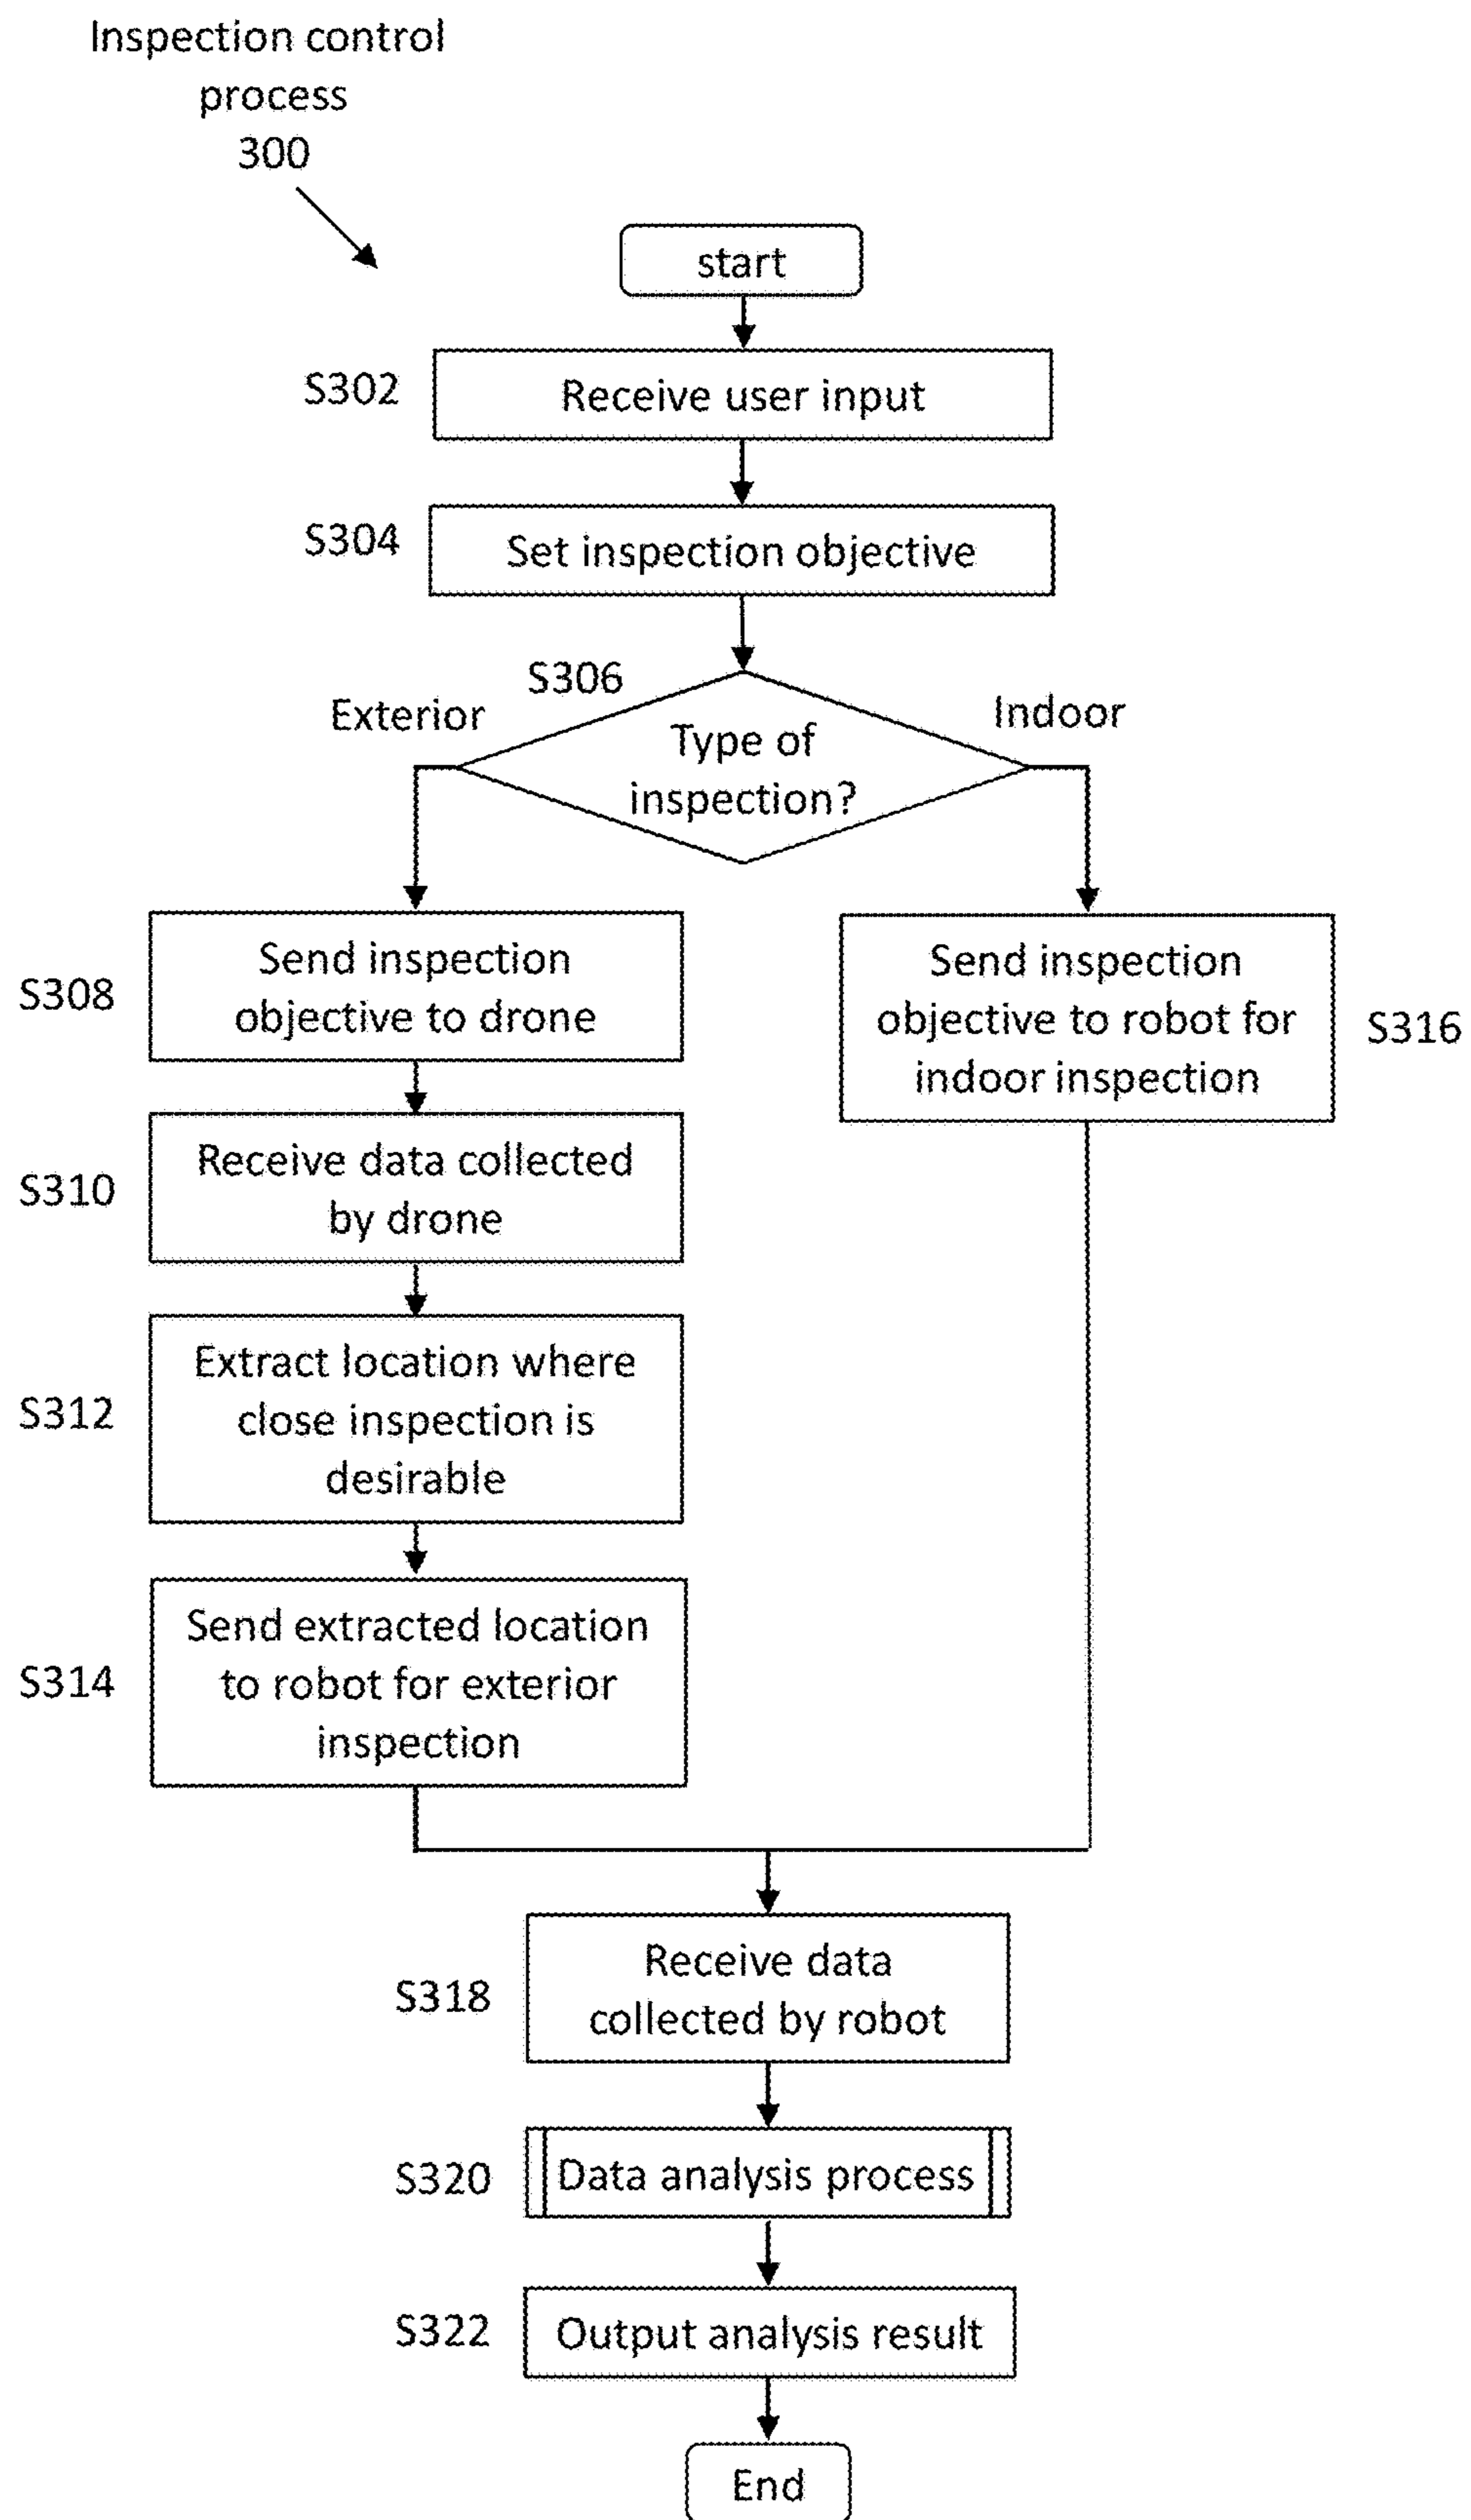 Inspection control
process
300
start
S302
Receive user input
S304
Set inspection objective
S306
Exterior
Indoor
Type of
inspection?
S308
Send inspection
objective to drone
Send inspection
objective to robot for
indoor inspection
S316
S310
Receive data collected
by drone
S312
Extract location where
close inspection is
desirable
S314
Send extracted location
to robot for exterior
inspection
S318
Receive data
collected by robot
S320
Data analysis process
S322
Output analysis result
End